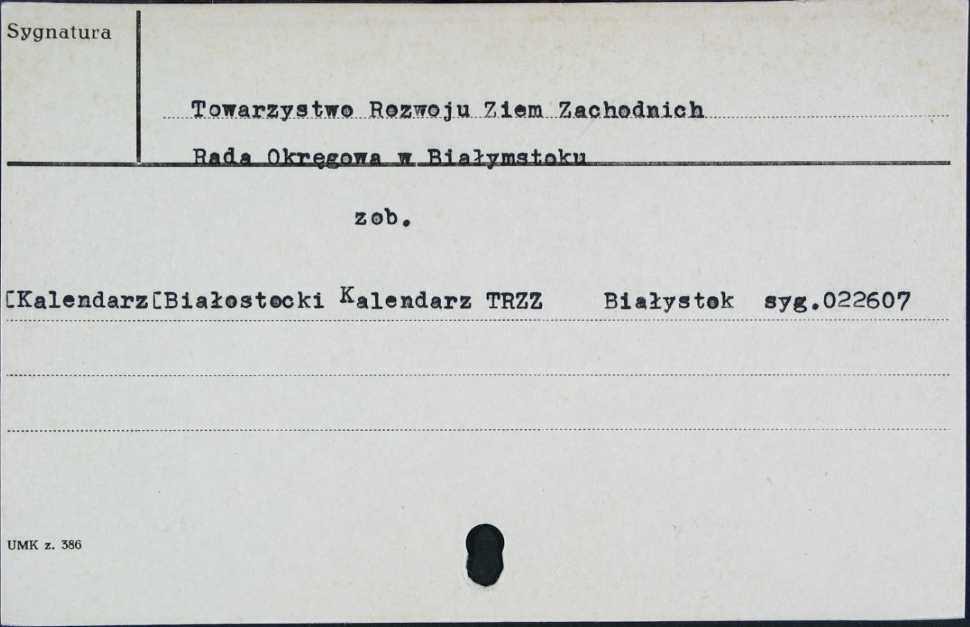 Sygnatura
Towarzystwo Rozwoju Ziem Zachodnich
Rada Okręgowa w Białymstoku
zob.
[Kalendarz[Białostocki Kalendarz TRZZ Białystok syg.022607
UMK z. 386